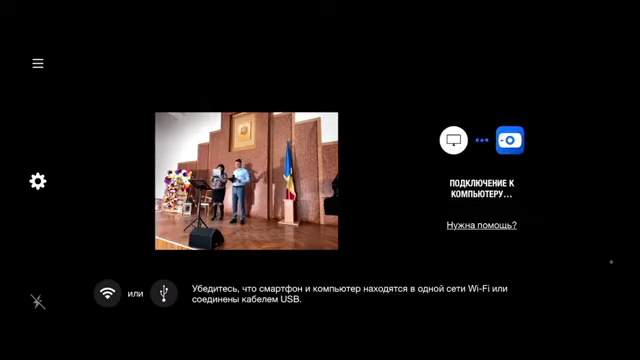 ПОДКЛЮЧЕНИЕ К
КОМПЬЮТЕРУ...
Нужна помощь?
или
Убедитесь, что смартфон и компьютер находятся в одной сети Wi-Fi или
соединены кабелем USB.